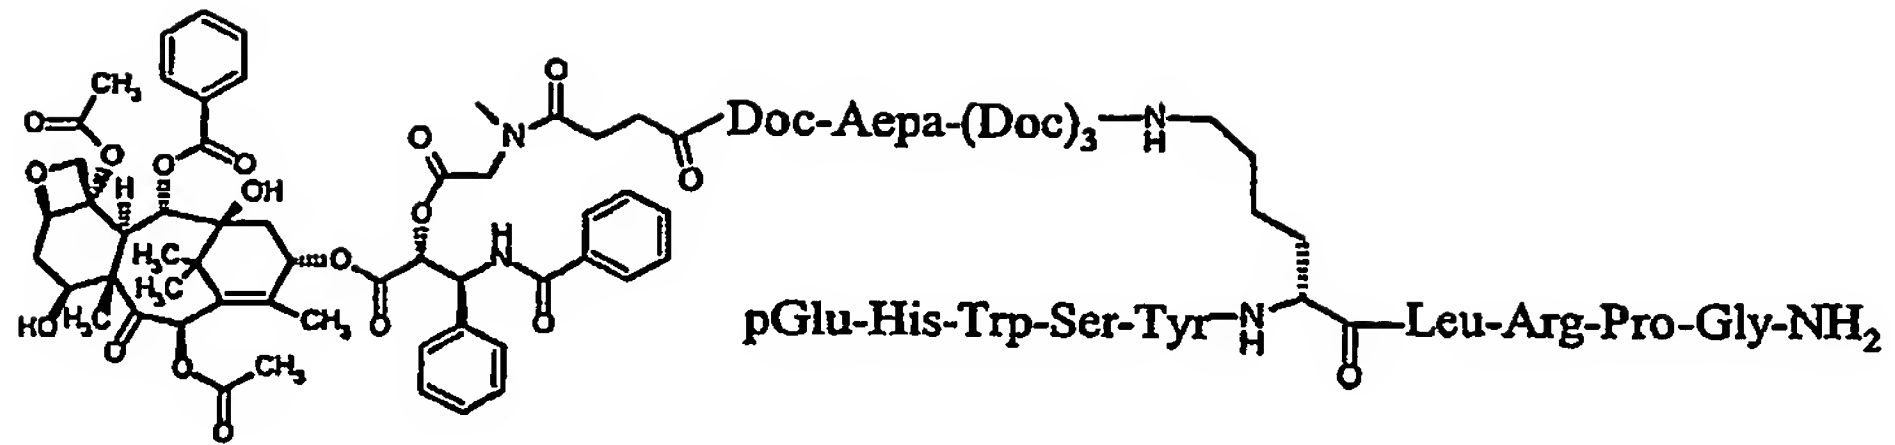 CH3
O
O
O
O
O
H
OH
H3C
H3C
HO
H3C
O
O
CH3
O
CH3
O
O
O
O
O
N
O
O
H
N
O
Doc-Aepa-(Doc)3
N
H
pGlu-His-Trp-Ser-Tyr
N
H
O
Leu-Arg-Pro-Gly-NH2